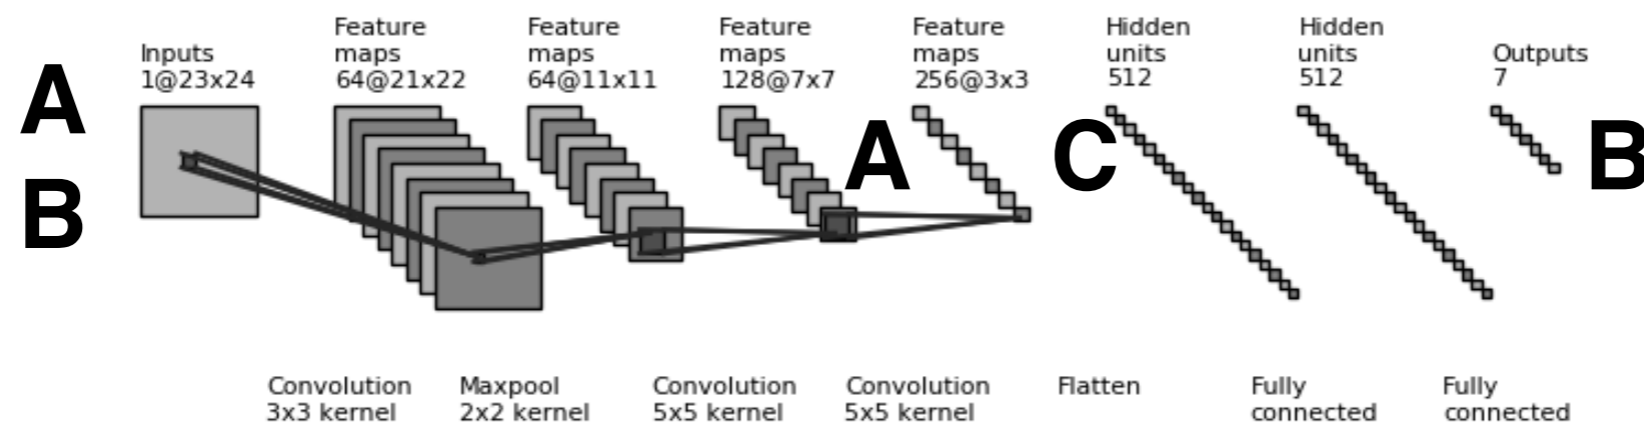 Inputs
1@23x24
Feature
maps
64@21x22
Feature
maps
64@11x11
Feature
maps
128@7x7
Feature
maps
256@3x3
Hidden
units
512
Hidden
units
512
Outputs
7
A
B
A
C
B
Convolution
3x3 kernel
Maxpool
2x2 kernel
Convolution
5x5 kernel
Convolution
5x5 kernel
Flatten
Fully
connected
Fully
connected